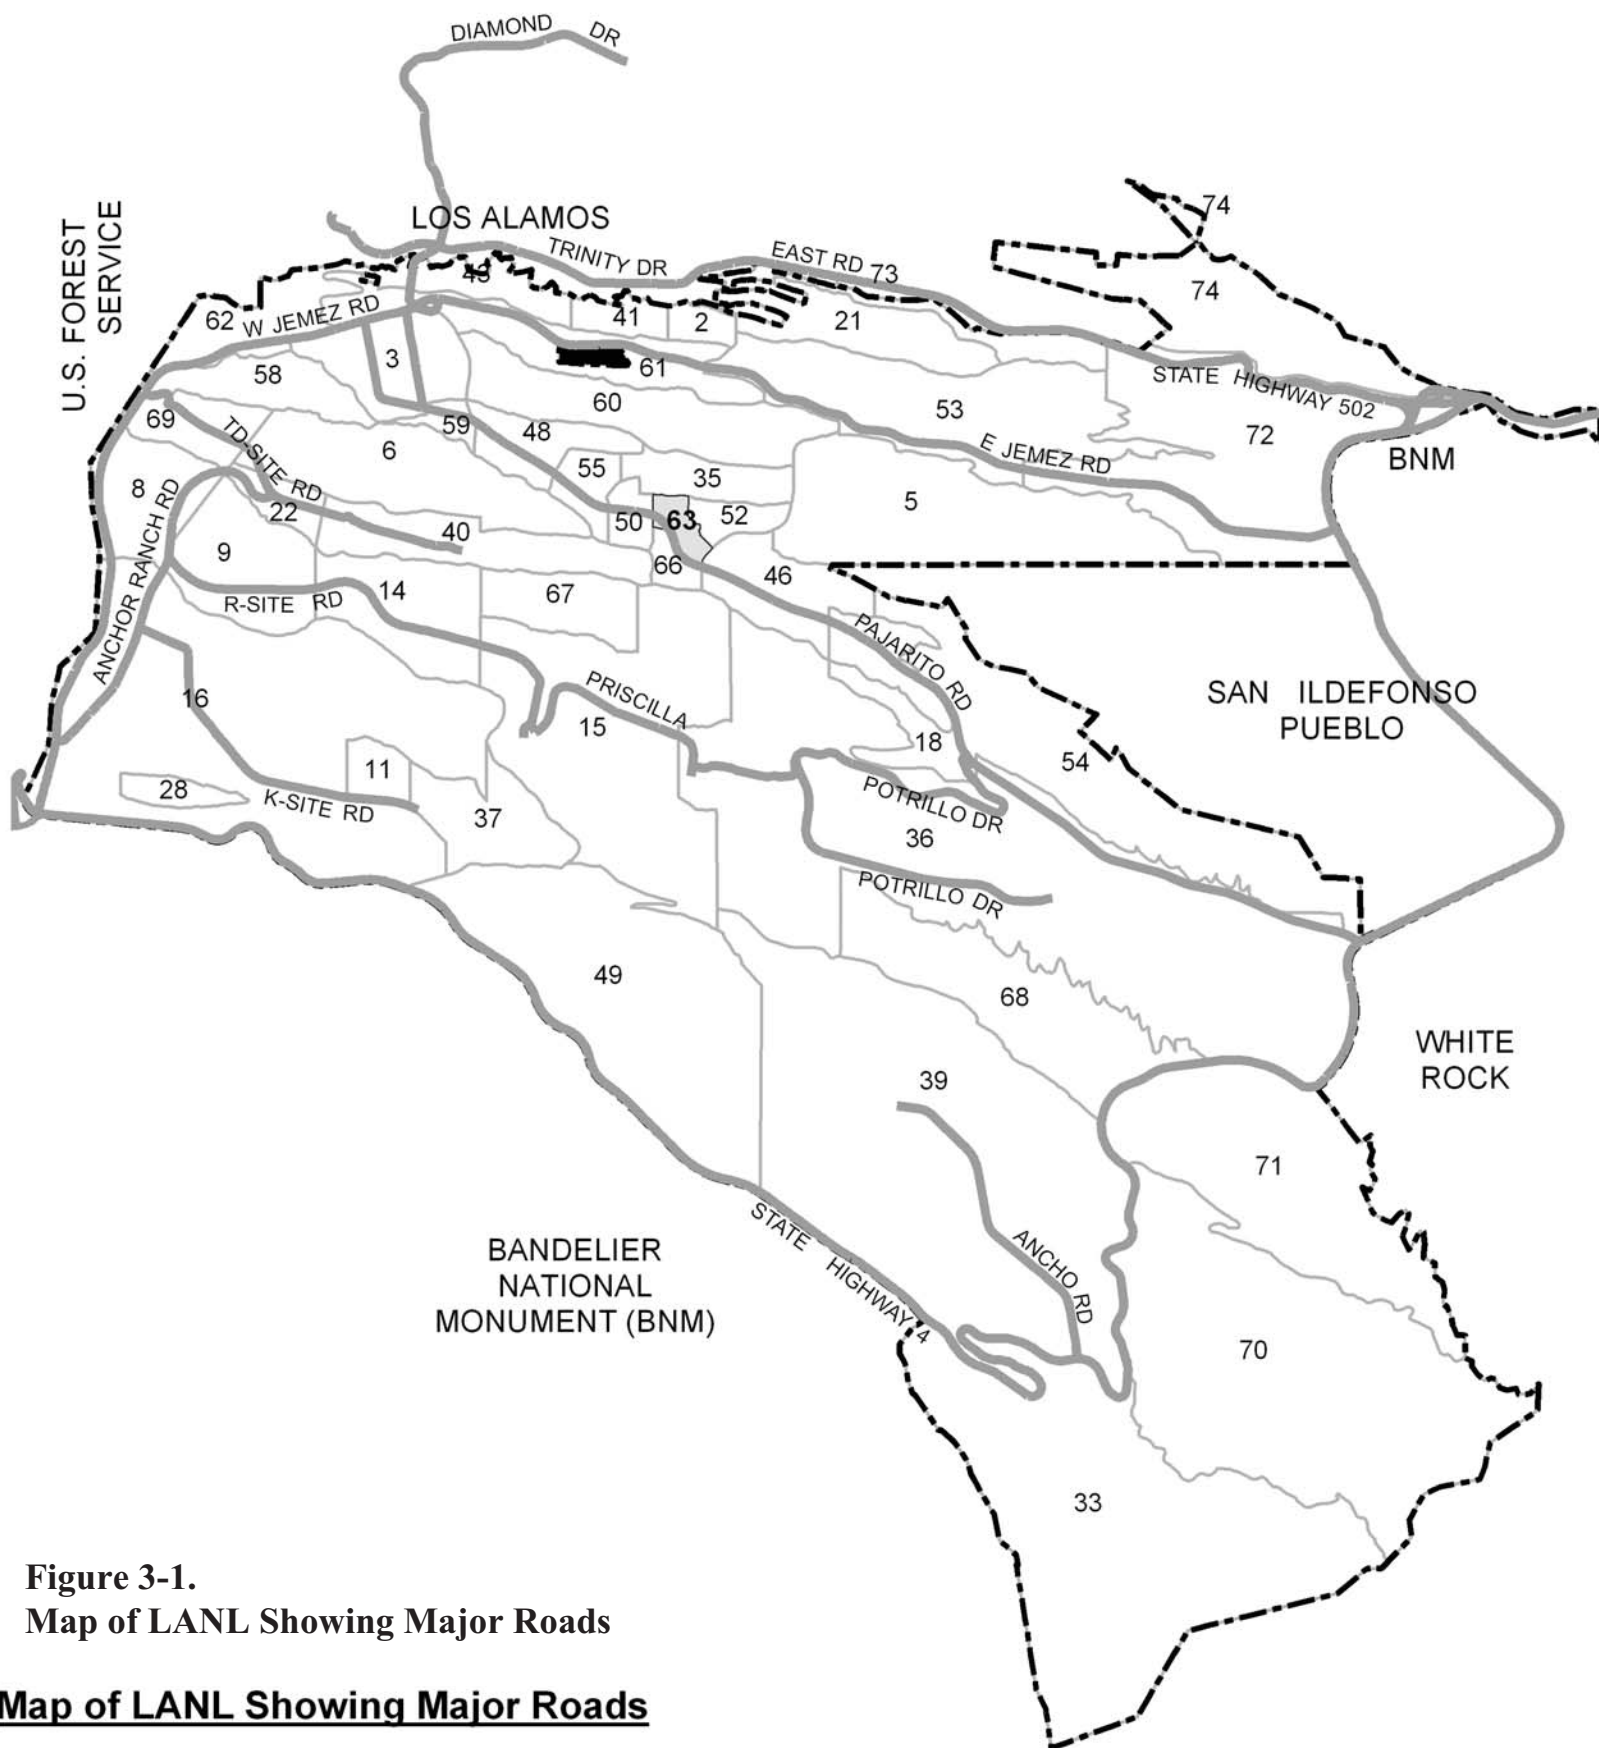 DIAMOND DR
U.S. FOREST
SERVICE
LOS ALAMOS
74
TRINITY DR
EAST RD
73
43
74
62
W JEMEZ RD
41
2
21
3
58
61
STATE HIGHWAY 502
60
53
69
59
48
72
TD-SITE RD
6
E JEMEZ RD
BNM
55
35
8
ANCHOR RANCH RD
22
50
63
52
5
40
9
66
46
14
67
R-SITE RD
PAJARITO RD
16
PRISCILLA
15
SAN ILDEFONSO
PUEBLO
18
54
11
28
K-SITE RD
37
POTRILLO DR
36
POTRILLO DR
49
68
WHITE
ROCK
39
71
STATE HIGHWAY 4
ANCHO RD
BANDELIER
NATIONAL
MONUMENT (BNM)
70
33
Figure 3-1.
Map of LANL Showing Major Roads
Map of LANL Showing Major Roads